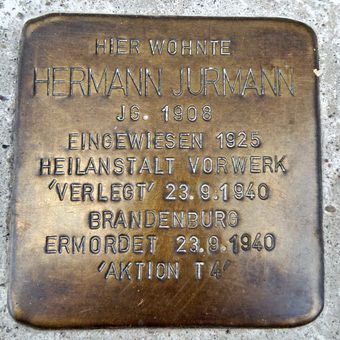 HIER WOHNTE
HERMANN JURMANN
JG. 1908
EINGEWIESEN 1925
HEILANSTALT VORWERK
'VERLEGT' 23.9.1940
BRANDENBURG
ERMORDET 23.9.1940
'AKTION T4'